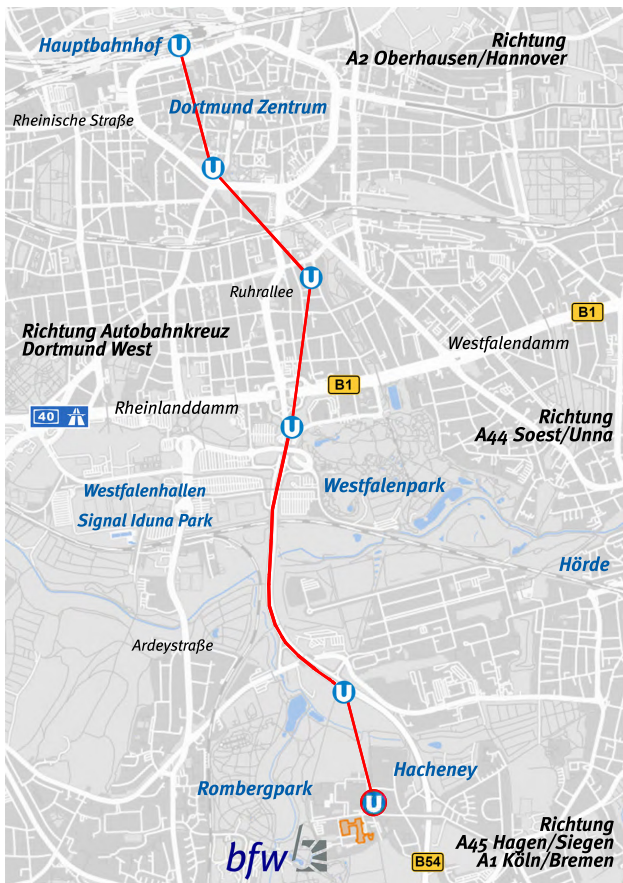 Hauptbahnhof
U
Richtung
A2 Oberhausen/Hannover
Dortmund Zentrum
Rheinische Straße
U
U
Ruhrallee
B1
Richtung Autobahnkreuz
Dortmund West
Westfalendamm
B1
Rheinlanddamm
40
Richtung
A44 Soest/Unna
U
Westfalenhallen
Signal Iduna Park
Westfalenpark
Hörde
Ardeystraße
U
Hacheney
Rombergpark
U
bfw
B54
Richtung
A45 Hagen/Siegen
A1 Köln/Bremen